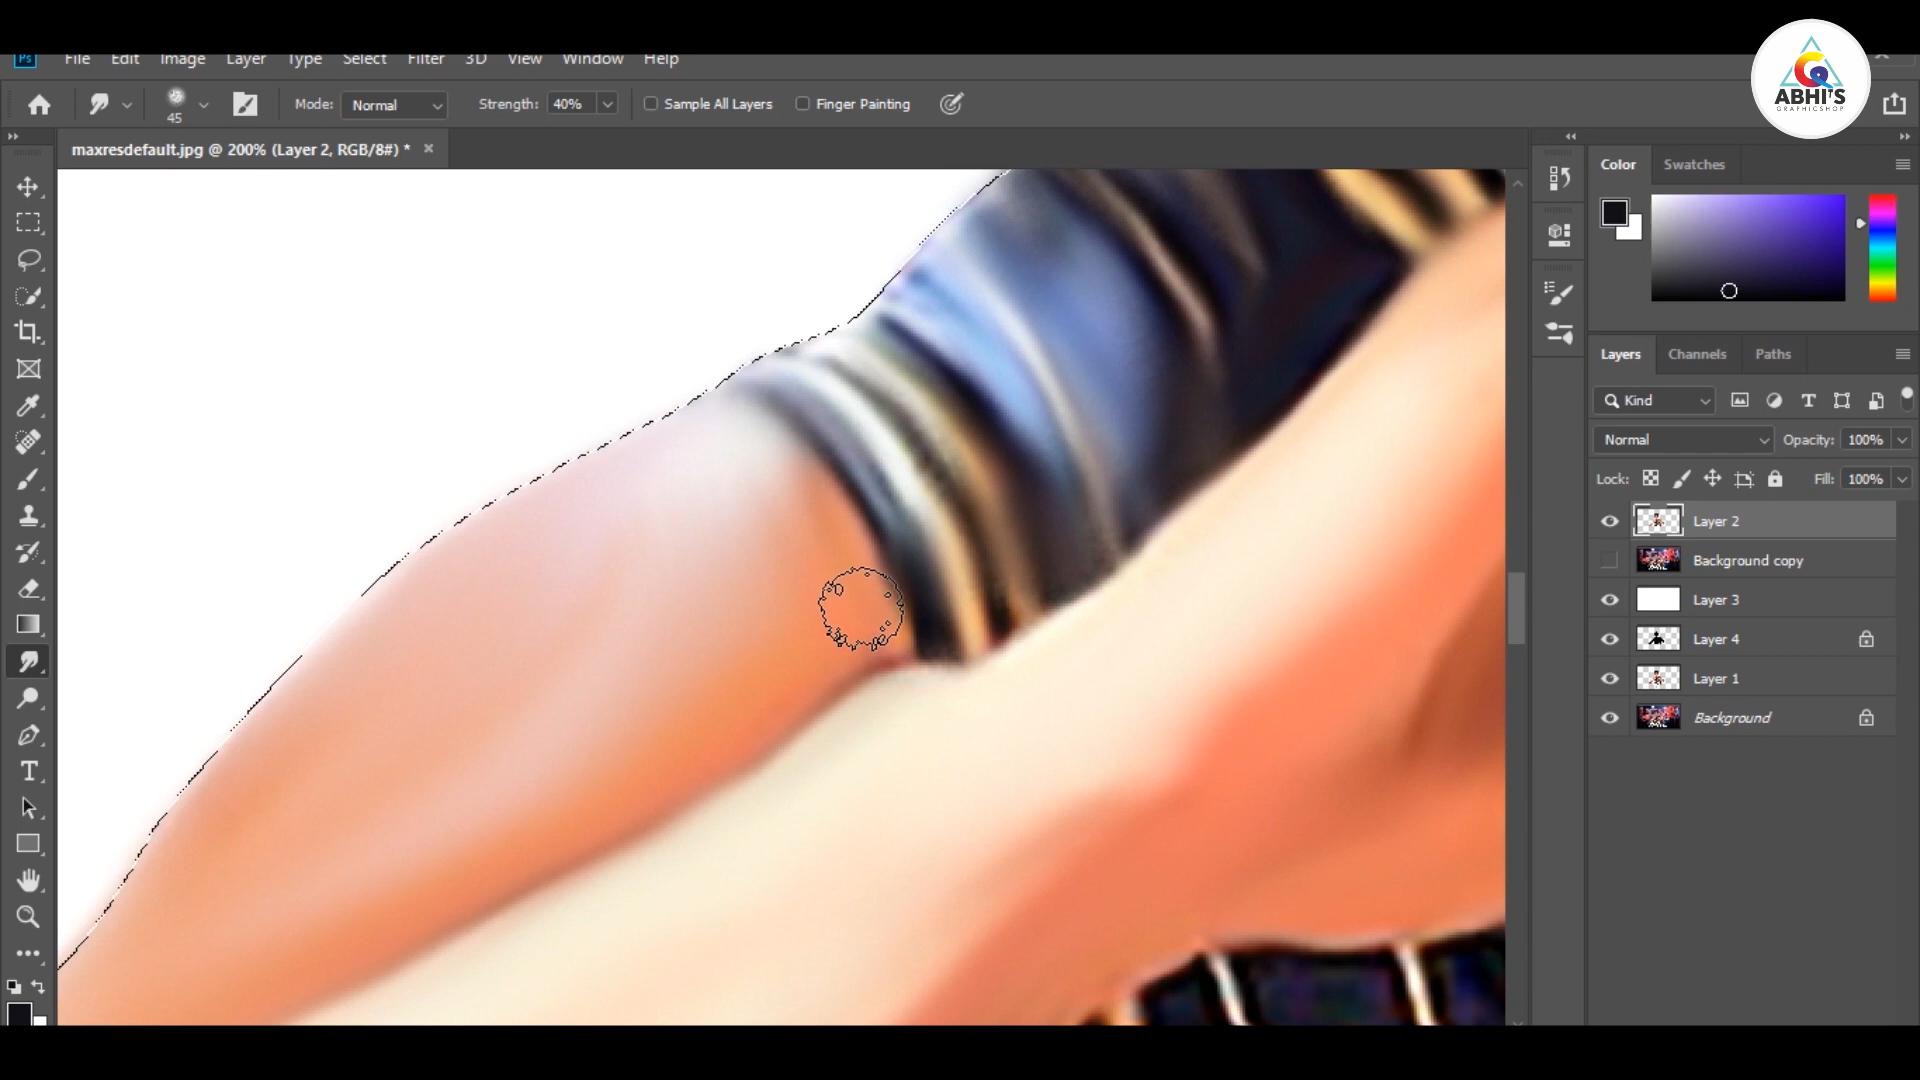 Ps File Edit Image Layer Type Select Filter 3D View Window Help
ABHI'S
GRAPHICSHOP
45 Mode: Normal Strength: 40% Sample All Layers Finger Painting
maxresdefault.jpg @ 200% (Layer 2, RGB/8#) *
Color Swatches
Layers Channels Paths
Kind
Normal Opacity: 100%
Lock: Fill: 100%
Layer 2
Background copy
Layer 3
Layer 4
Layer 1
Background